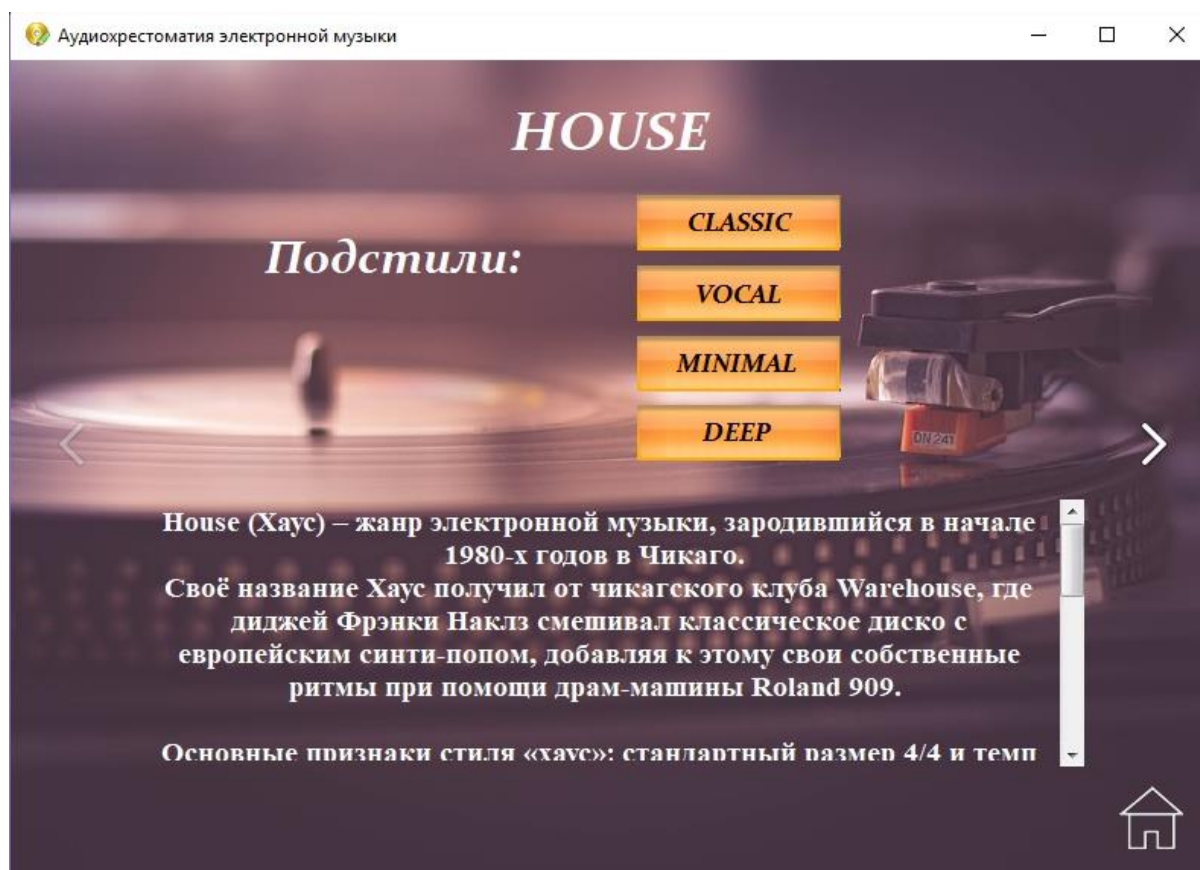 Аудиохрестоматия электронной музыки
HOUSE
Подстили:
CLASSIC
VOCAL
MINIMAL
DEEP
DN 241
House (Хаус) – жанр электронной музыки, зародившийся в начале
1980-х годов в Чикаго.
Своё название Хаус получил от чикагского клуба Warehouse, где
диджей Фрэнки Наклз смешивал классическое диско с
европейским синти-попом, добавляя к этому свои собственные
ритмы при помощи драм-машины Roland 909.
Основные признаки стиля «хаус»: стандартный размер 4/4 и темп